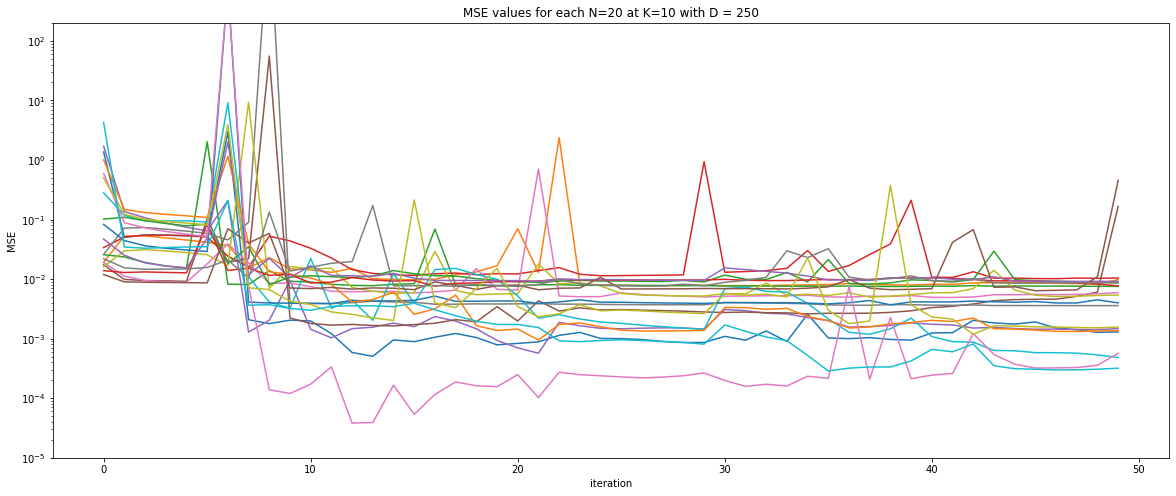 MSE values for each N=20 at K=10 with D = 250
10²
10¹
10⁰
10⁻¹
10⁻²
10⁻³
10⁻⁴
10⁻⁵
MSE
0 10 20 30 40 50
iteration